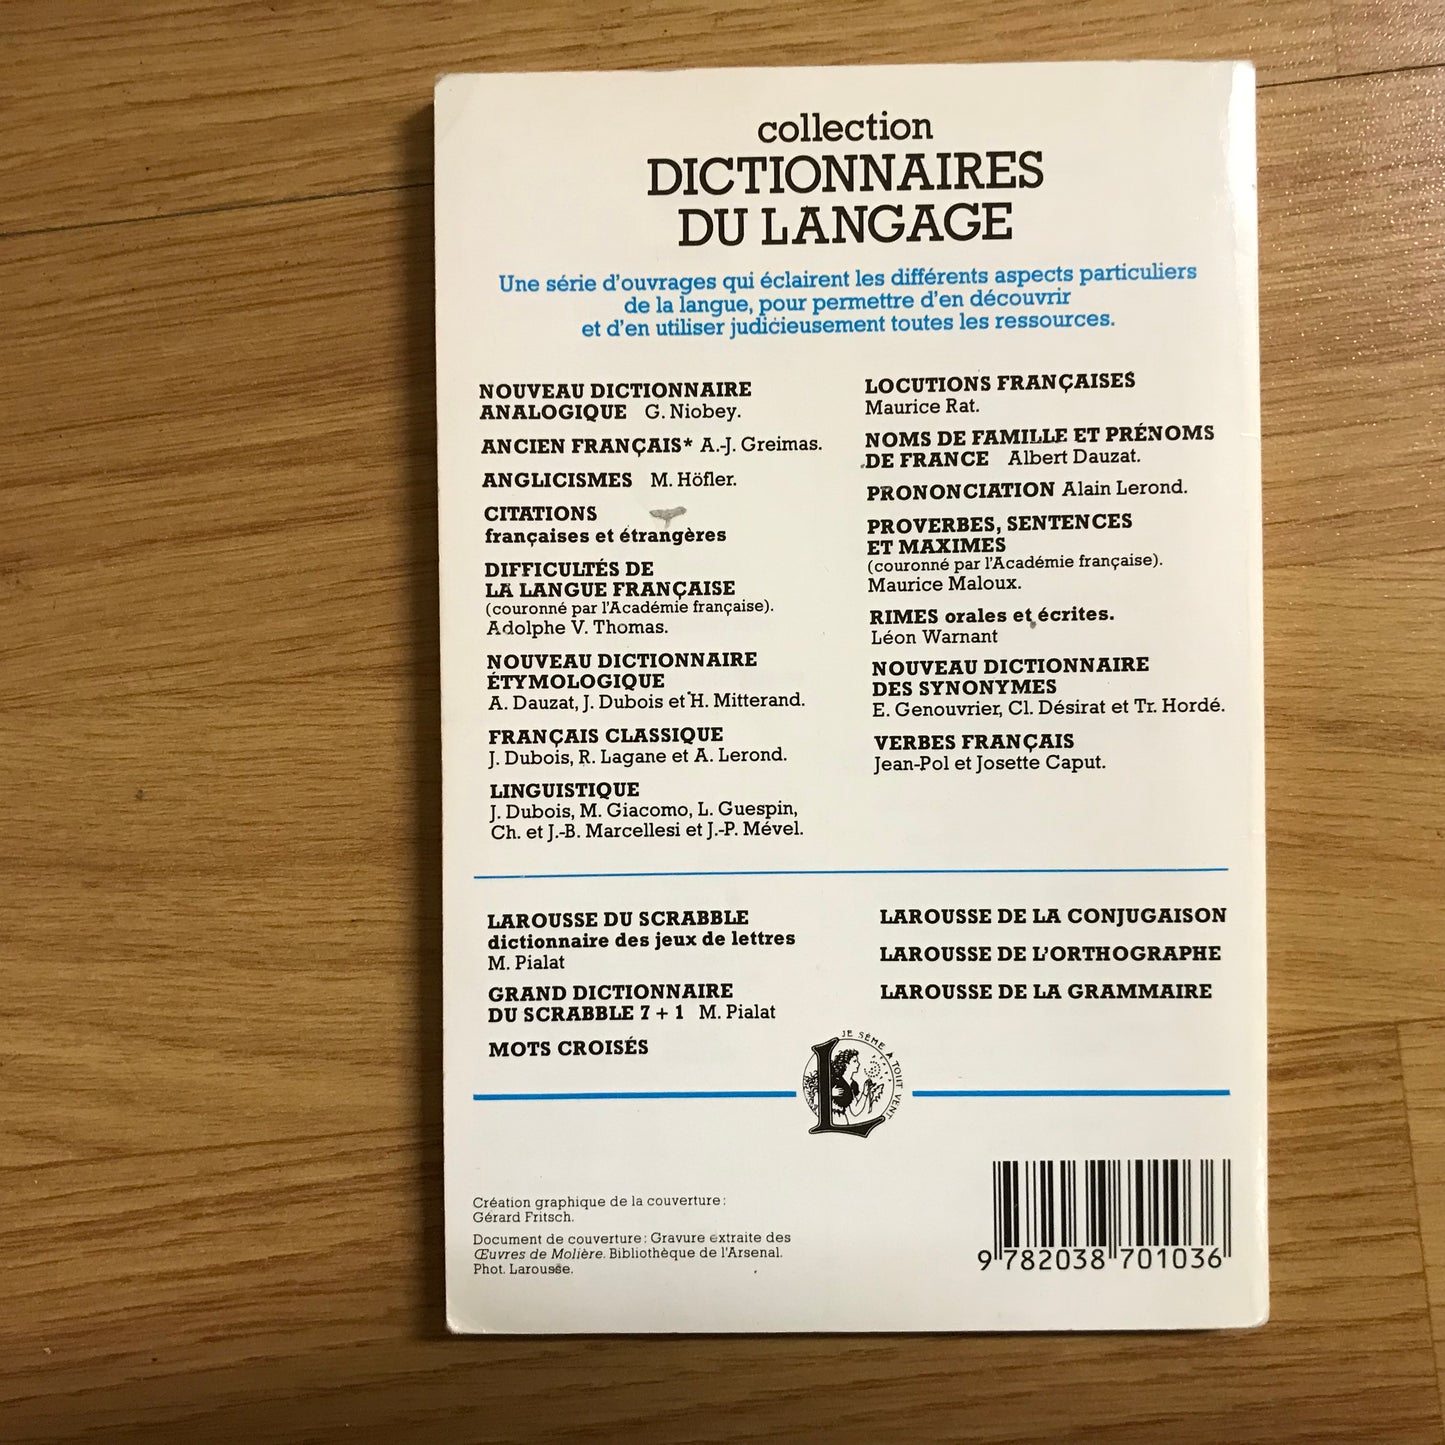 collection
DICTIONNAIRES
DU LANGAGE
Une série d'ouvrages qui éclairent les différents aspects particuliers
de la langue, pour permettre d'en découvrir
et d'en utiliser judicieusement toutes les ressources.
NOUVEAU DICTIONNAIRE
ANALOGIQUE G. Niobey.
ANCIEN FRANÇAIS* A.-J. Greimas.
ANGLICISMES M. Höfler.
CITATIONS
françaises et étrangères
DIFFICULTÉS DE
LA LANGUE FRANÇAISE
(couronné par l'Académie française).
Adolphe V. Thomas.
NOUVEAU DICTIONNAIRE
ÉTYMOLOGIQUE
A. Dauzat, J. Dubois et H. Mitterand.
FRANÇAIS CLASSIQUE
J. Dubois, R. Lagane et A. Lerond.
LINGUISTIQUE
J. Dubois, M. Giacomo, L. Guespin,
Ch. et J.-B. Marcellesi et J.-P. Mével.
LOCUTIONS FRANÇAISES
Maurice Rat.
NOMS DE FAMILLE ET PRÉNOMS
DE FRANCE Albert Dauzat.
PRONONCIATION Alain Lerond.
PROVERBES, SENTENCES
ET MAXIMES
(couronné par l'Académie française).
Maurice Maloux.
RIMES orales et écrites.
Léon Warnant
NOUVEAU DICTIONNAIRE
DES SYNONYMES
E. Genouvrier, Cl. Désirat et Tr. Hordé.
VERBES FRANÇAIS
Jean-Pol et Josette Caput.
LAROUSSE DU SCRABBLE
dictionnaire des jeux de lettres
M. Pialat
GRAND DICTIONNAIRE
DU SCRABBLE 7 + 1 M. Pialat
MOTS CROISÉS
LAROUSSE DE LA CONJUGAISON
LAROUSSE DE L'ORTHOGRAPHE
LAROUSSE DE LA GRAMMAIRE
JE SÈME À TOUT VENT
L
Création graphique de la couverture :
Gérard Fritsch.
Document de couverture : Gravure extraite des
Œuvres de Molière. Bibliothèque de l'Arsenal.
Phot. Larousse.
9 782038 701036